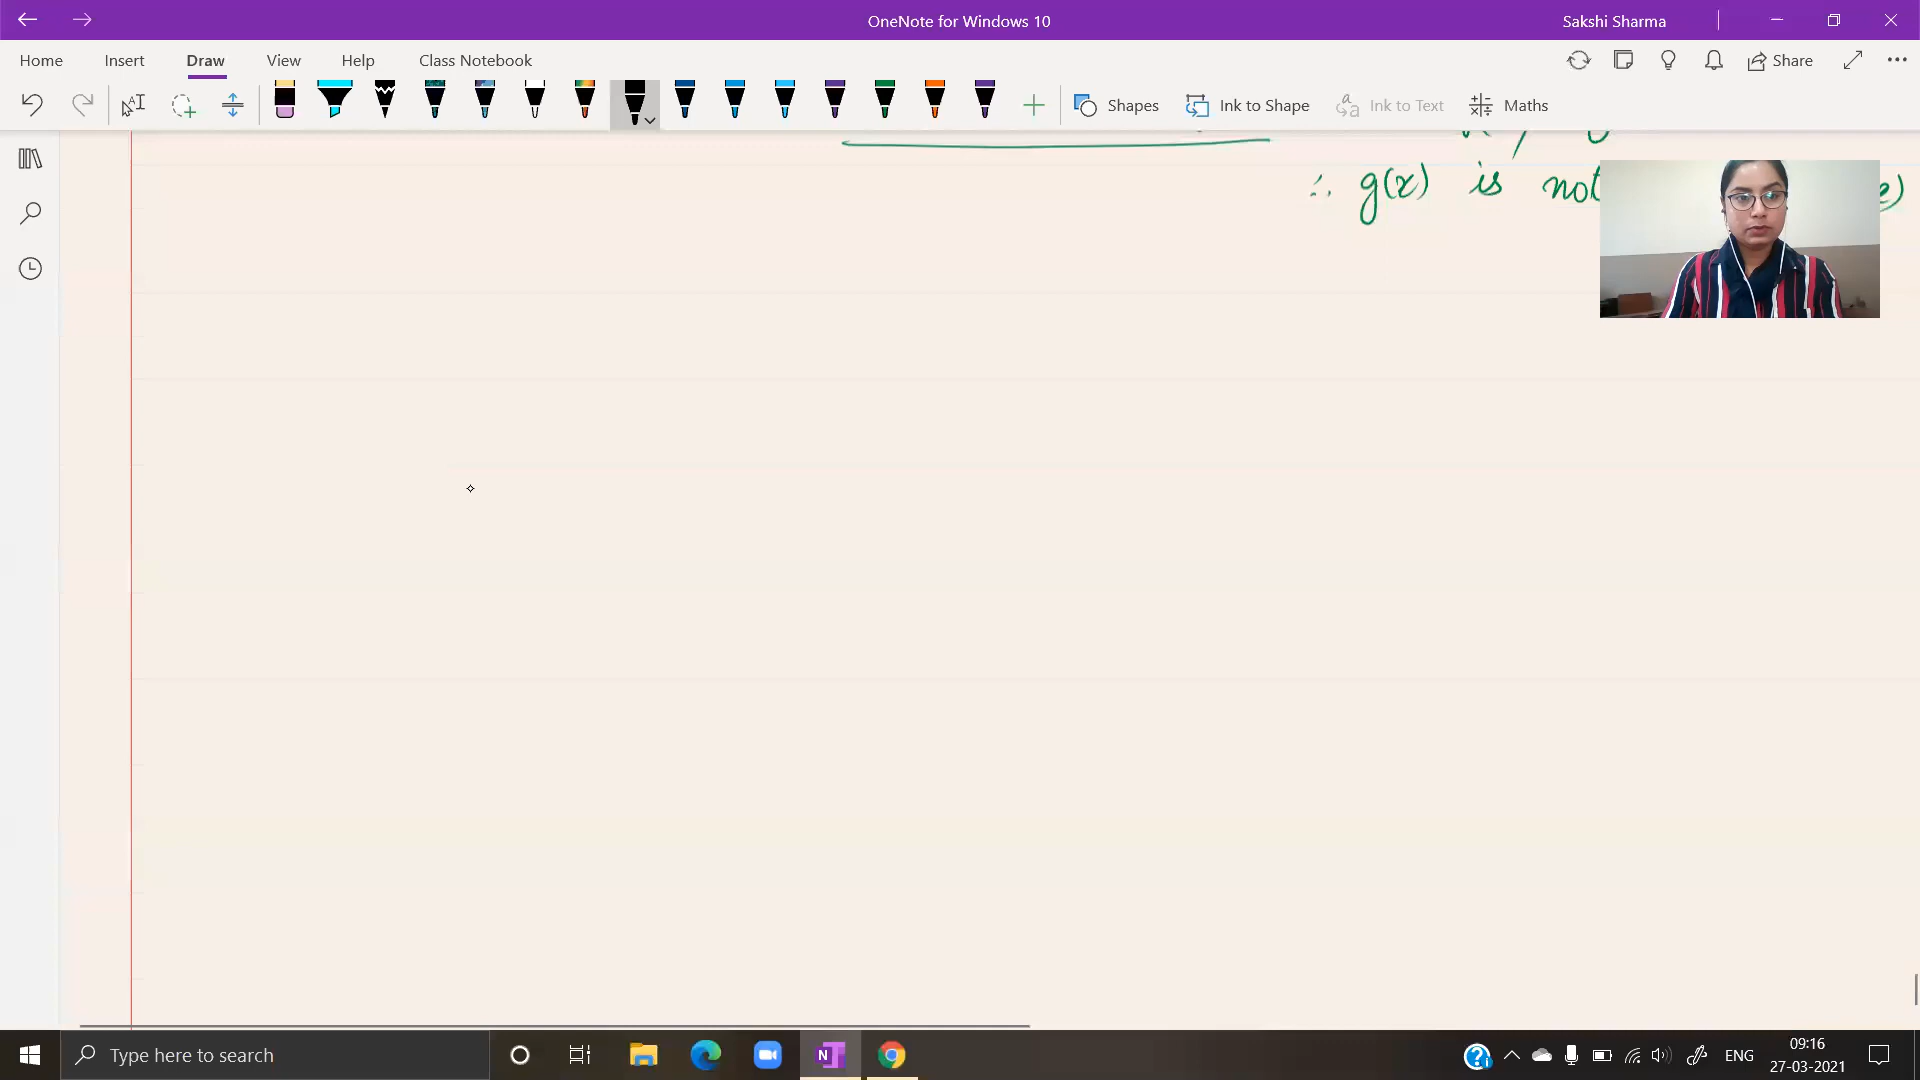 OneNote for Windows 10
Sakshi Sharma
Home Insert Draw View Help Class Notebook
Share
Shapes Ink to Shape Ink to Text Maths
∴ g(x) is not
Type here to search
ENG
09:16
27-03-2021